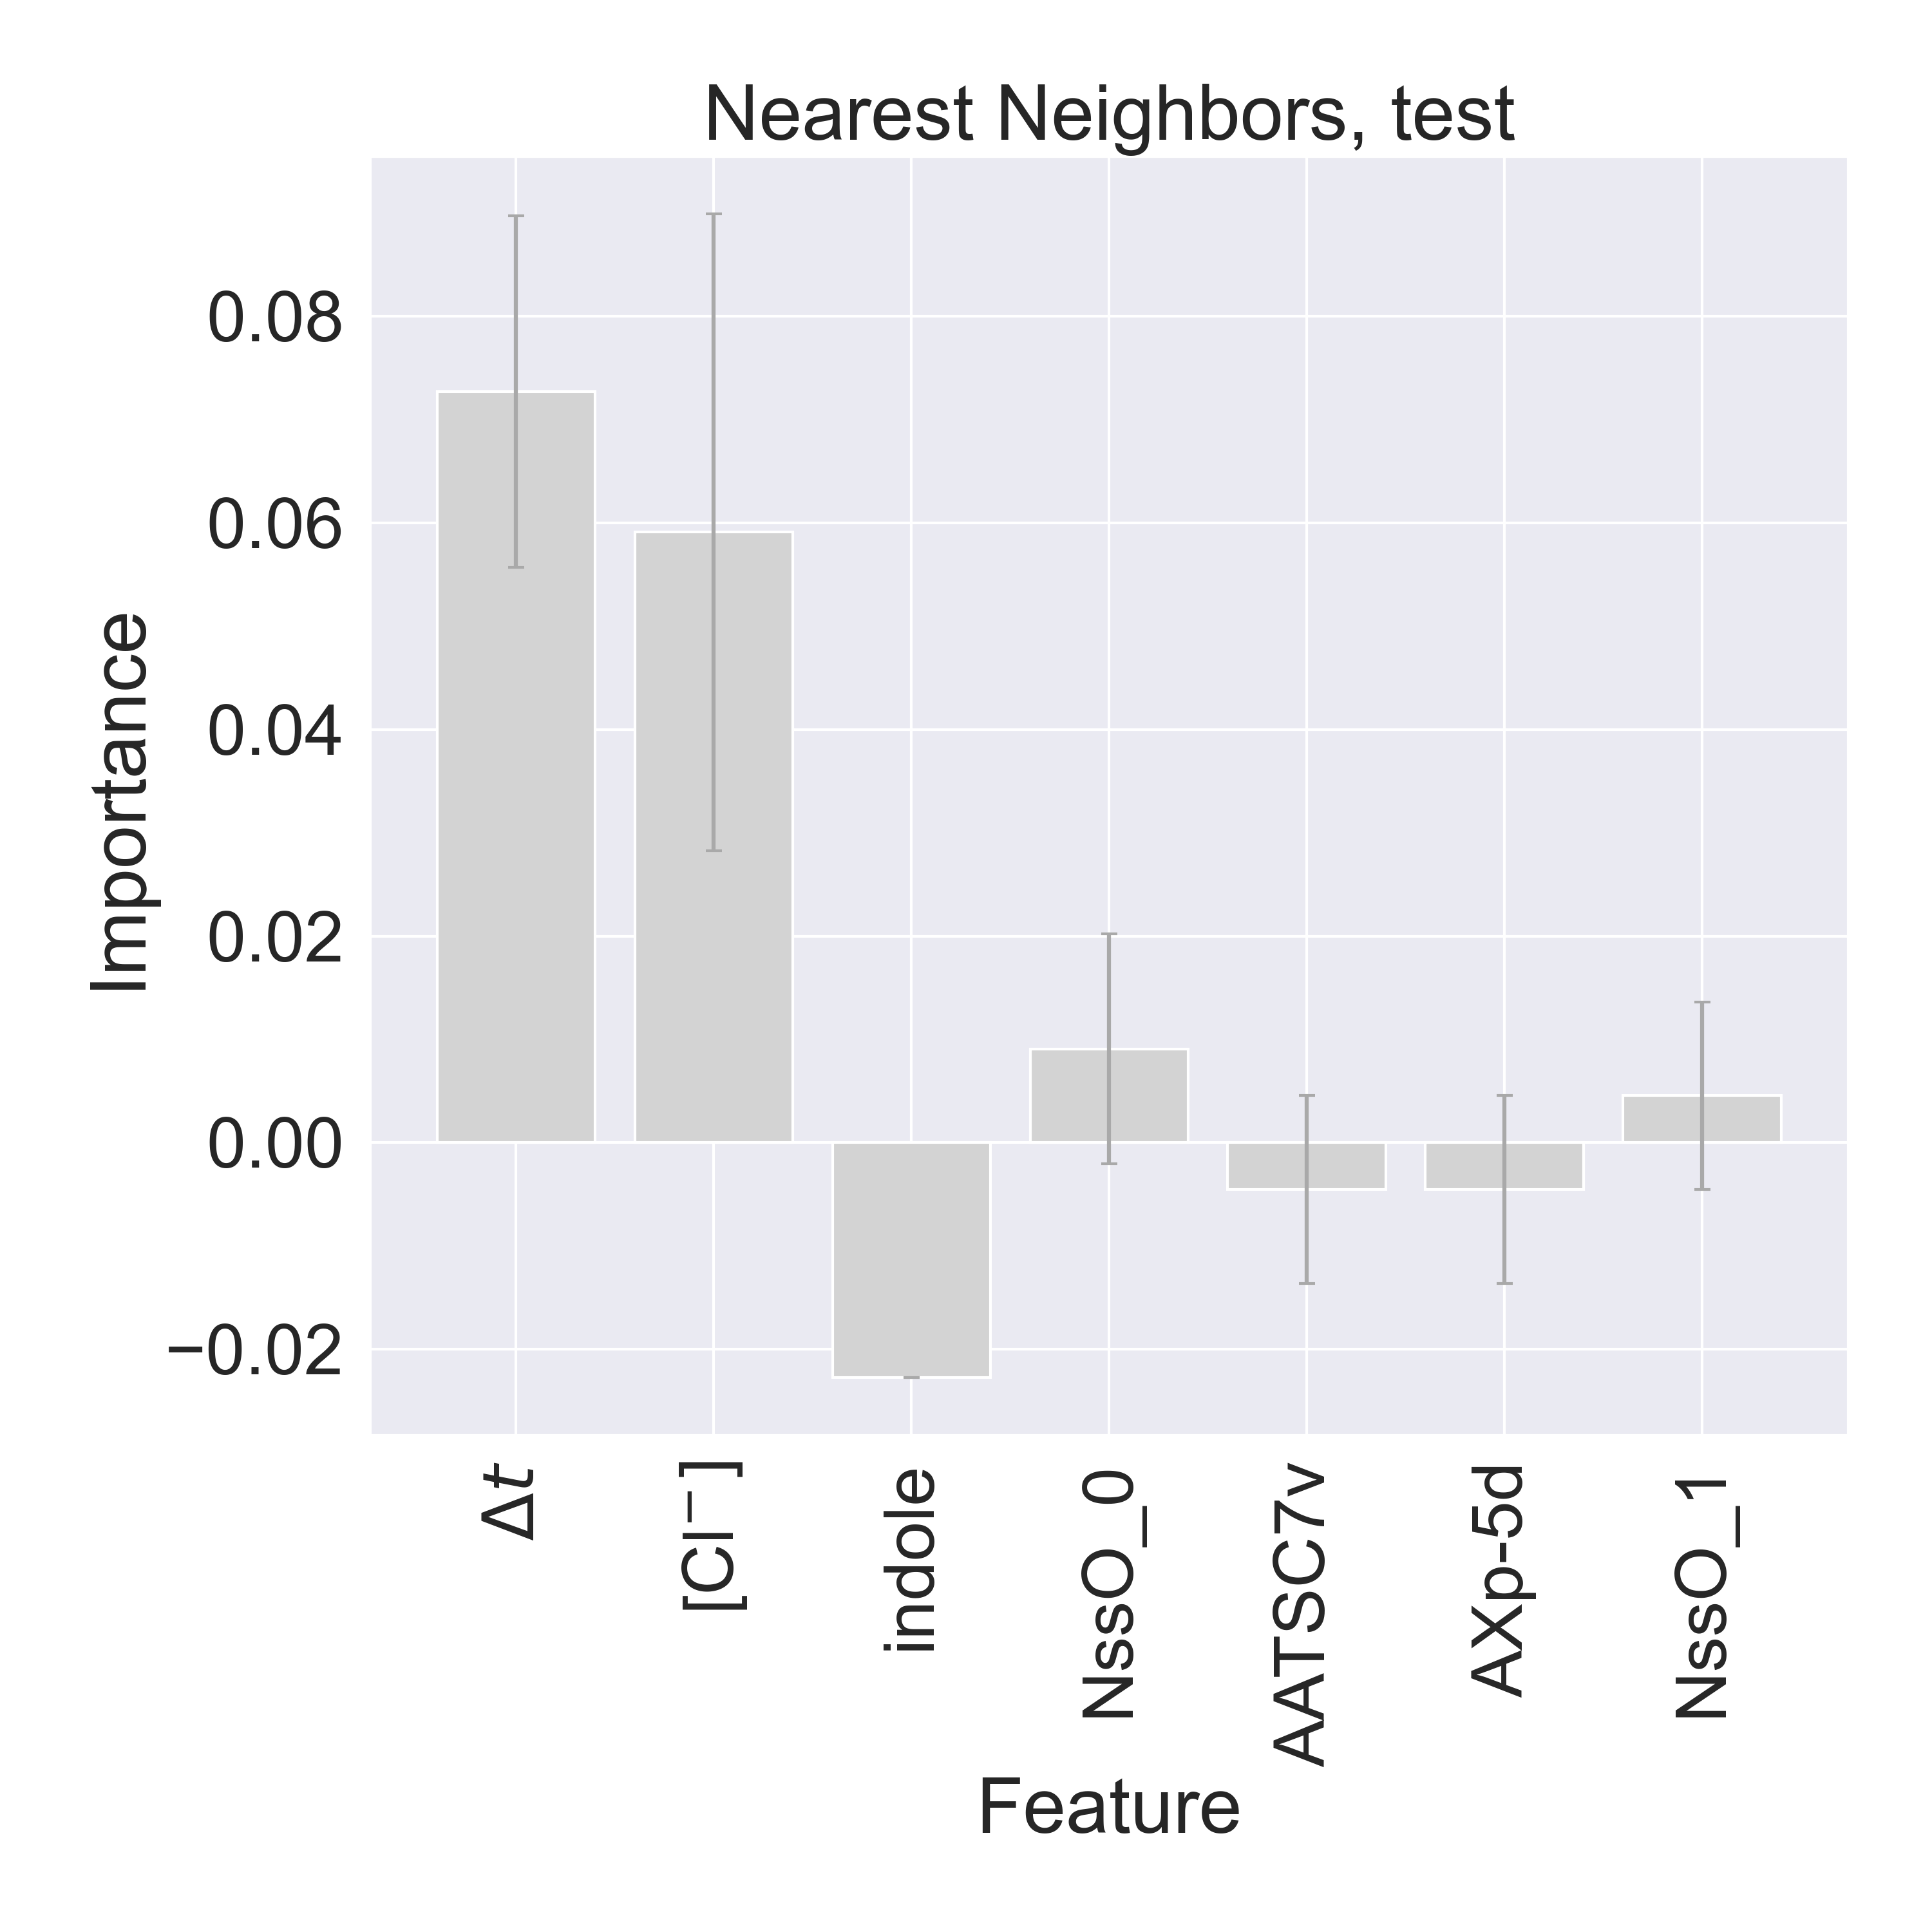 Nearest Neighbors, test
Importance
0.08
0.06
0.04
0.02
0.00
−0.02
Δt
[Cl⁻]
indole
NssO_0
AATSC7v
AXp-5d
NssO_1
Feature